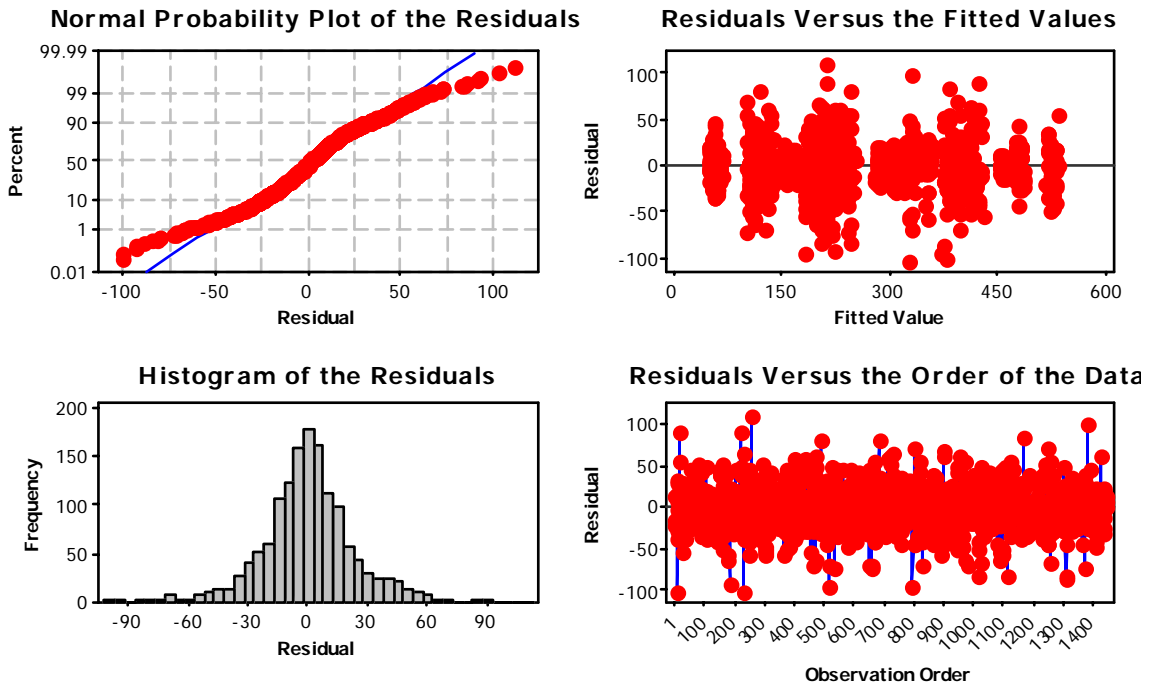 Normal Probability Plot of the Residuals
99.99
99
90
50
10
1
0.01
Percent
-100 -50 0 50 100
Residual
Residuals Versus the Fitted Values
100
50
0
-50
-100
Residual
0 150 300 450 600
Fitted Value
Histogram of the Residuals
200
150
100
50
0
Frequency
-90 -60 -30 0 30 60 90
Residual
Residuals Versus the Order of the Data
100
50
0
-50
-100
Residual
1 100 200 300 400 500 600 700 800 900 1000 1100 1200 1300 1400
Observation Order